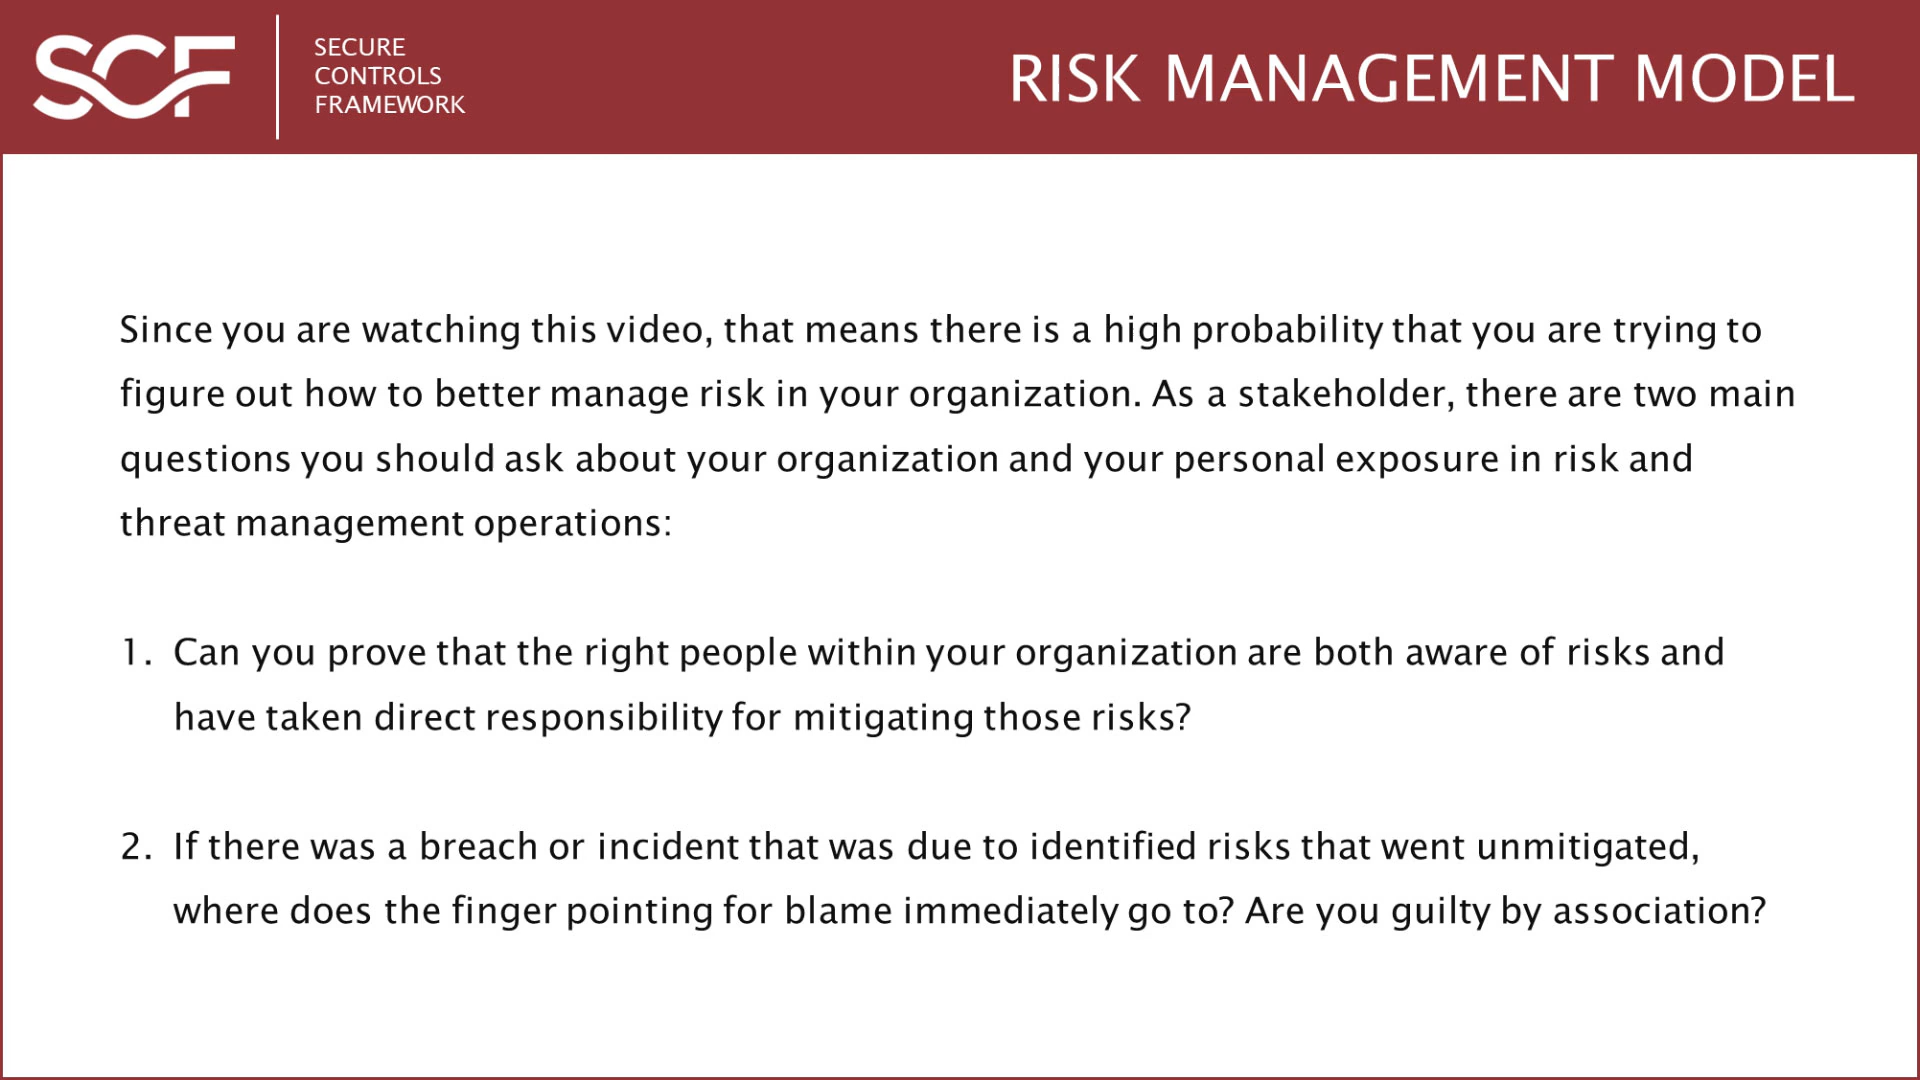 SCF
SECURE
CONTROLS
FRAMEWORK
RISK MANAGEMENT MODEL
Since you are watching this video, that means there is a high probability that you are trying to
figure out how to better manage risk in your organization. As a stakeholder, there are two main
questions you should ask about your organization and your personal exposure in risk and
threat management operations:
1. Can you prove that the right people within your organization are both aware of risks and
have taken direct responsibility for mitigating those risks?
2. If there was a breach or incident that was due to identified risks that went unmitigated,
where does the finger pointing for blame immediately go to? Are you guilty by association?